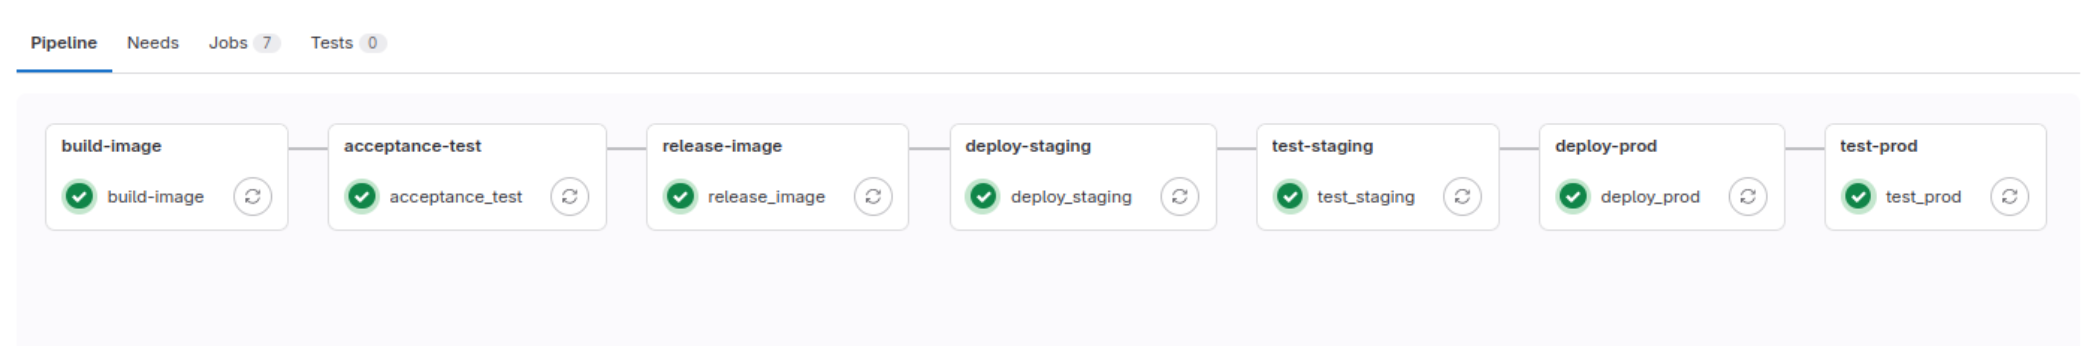 Pipeline Needs Jobs 7 Tests 0
build-image acceptance-test release-image deploy-staging test-staging deploy-prod test-prod
build-image acceptance_test release_image deploy_staging test_staging deploy_prod test_prod